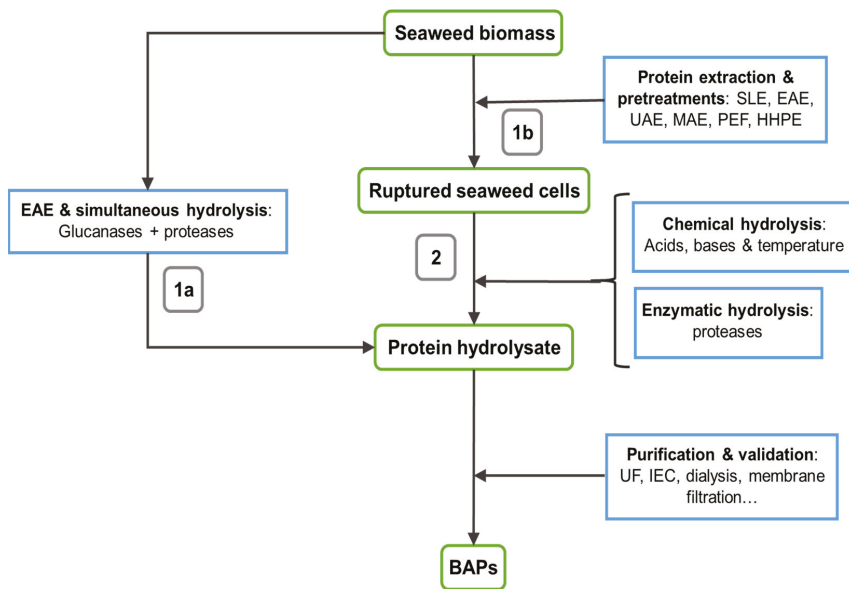 Seaweed biomass
Protein extraction &
pretreatments: SLE, EAE,
UAE, MAE, PEF, HHPE
1b
Ruptured seaweed cells
EAE & simultaneous hydrolysis:
Glucanases + proteases
1a
2
Chemical hydrolysis:
Acids, bases & temperature
Enzymatic hydrolysis:
proteases
Protein hydrolysate
Purification & validation:
UF, IEC, dialysis, membrane
filtration…
BAPs